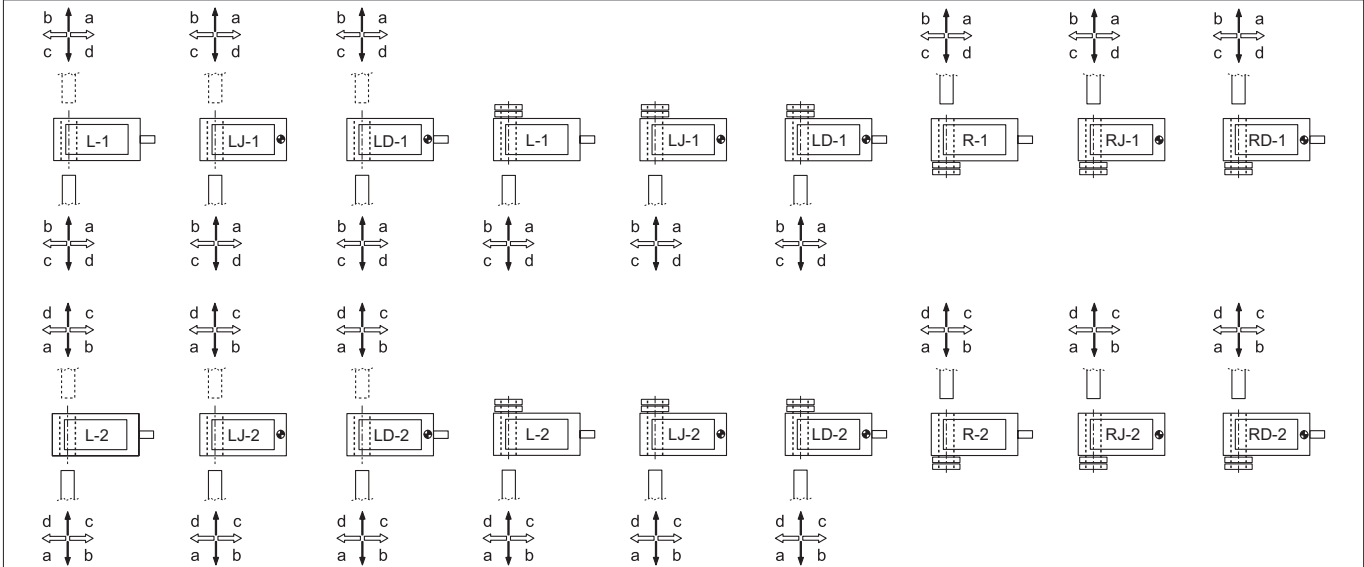 b a b a b a b a b a b a
c d c d c d c d c d c d
L-1 LJ-1 LD-1 L-1 LJ-1 LD-1 R-1 RJ-1 RD-1
b a b a b a b a b a b a
c d c d c d c d c d c d
d c d c d c d c d c d c
a b a b a b a b a b a b
L-2 LJ-2 LD-2 L-2 LJ-2 LD-2 R-2 RJ-2 RD-2
d c d c d c d c d c d c
a b a b a b a b a b a b